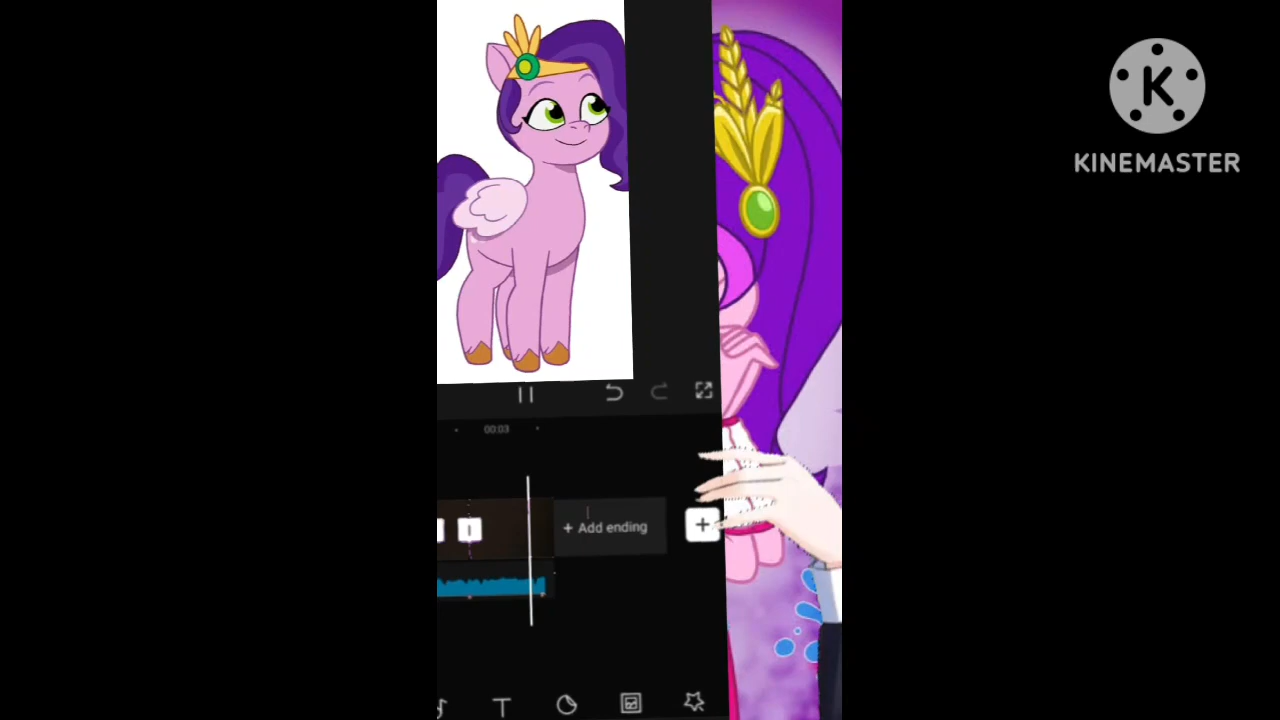 K
KINEMASTER
00:03
+ Add ending
+
T